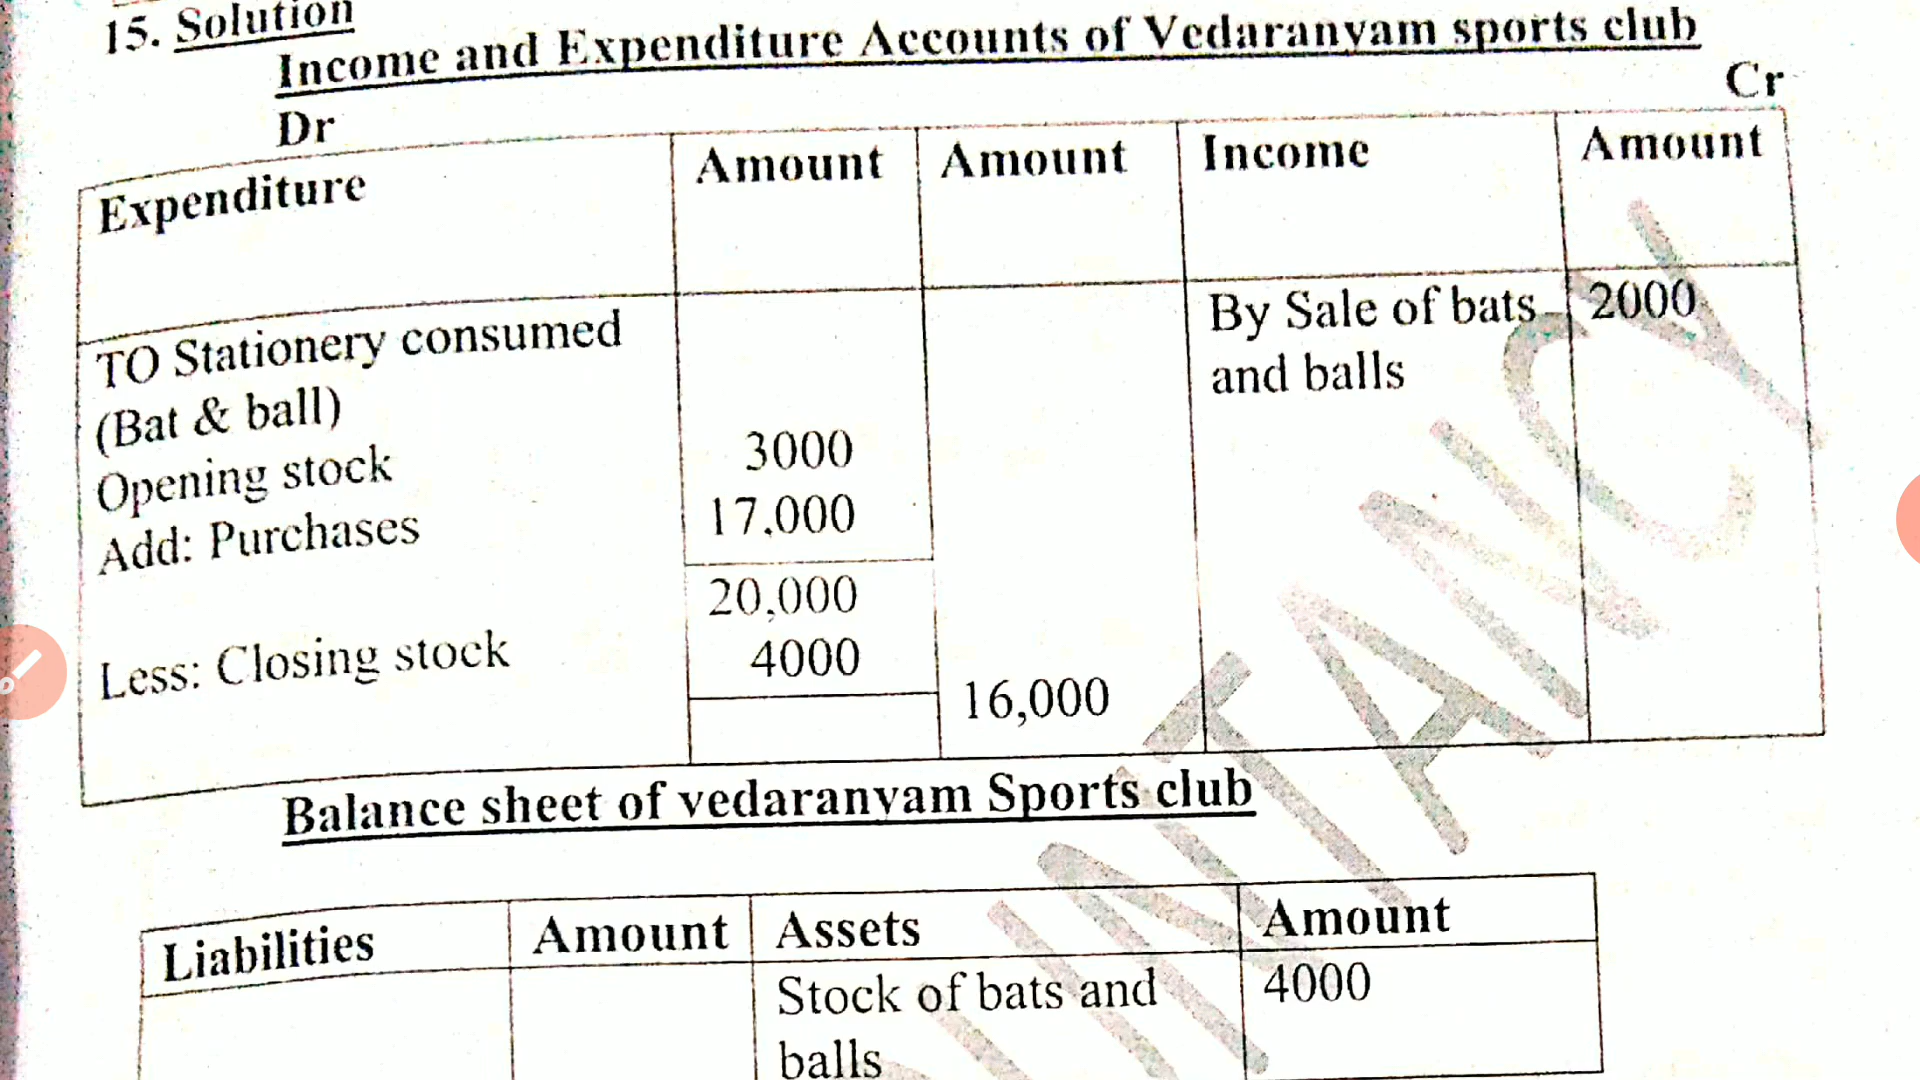 15. Solution
Income and Expenditure Accounts of Vedaranyam sports club
Dr Cr
Expenditure Amount Amount Income Amount
TO Stationery consumed By Sale of bats 2000
(Bat & ball) and balls
Opening stock 3000
Add: Purchases 17.000
20,000
Less: Closing stock 4000
16,000
Balance sheet of vedaranyam Sports club
Liabilities Amount Assets Amount
Stock of bats and 4000
balls